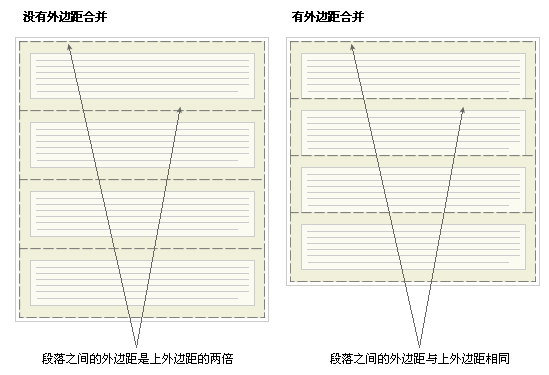 没有外边距合并
有外边距合并
段落之间的外边距是上外边距的两倍
段落之间的外边距与上外边距相同